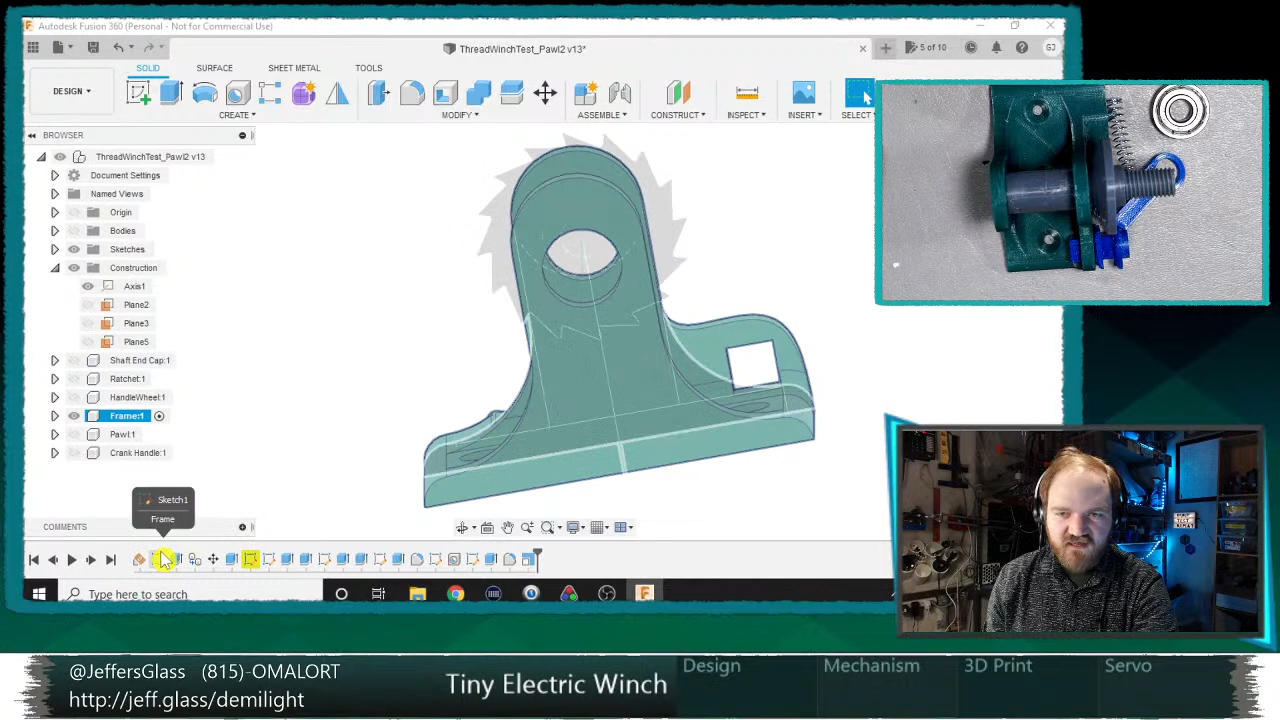 Autodesk Fusion 360 (Personal - Not for Commercial Use)
ThreadWinchTest_Pawl2 v13*
5 of 10
GJ
DESIGN
SOLID
SURFACE
SHEET METAL
TOOLS
CREATE
MODIFY
ASSEMBLE
CONSTRUCT
INSPECT
INSERT
SELECT
BROWSER
ThreadWinchTest_Pawl2 v13
Document Settings
Named Views
Origin
Bodies
Sketches
Construction
Axis1
Plane2
Plane3
Plane5
Shaft End Cap:1
Ratchet:1
HandleWheel:1
Frame:1
Pawl:1
Crank Handle:1
Sketch1
Frame
COMMENTS
Type here to search
@JeffersGlass (815)-OMALORT
http://jeff.glass/demilight
Tiny Electric Winch
Design
Mechanism
3D Print
Servo